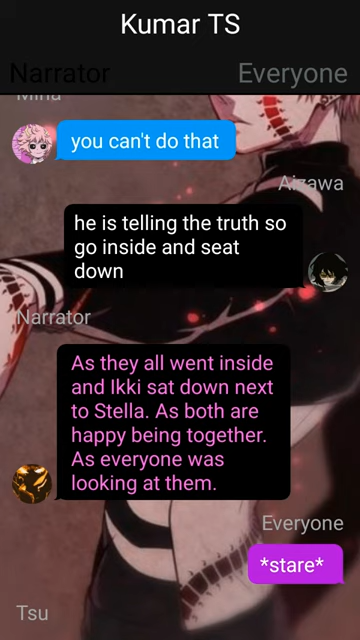 Kumar TS
Narrator
Everyone
Mina
you can't do that
Aizawa
he is telling the truth so
go inside and seat
down
Narrator
As they all went inside
and Ikki sat down next
to Stella. As both are
happy being together.
As everyone was
looking at them.
Everyone
*stare*
Tsu